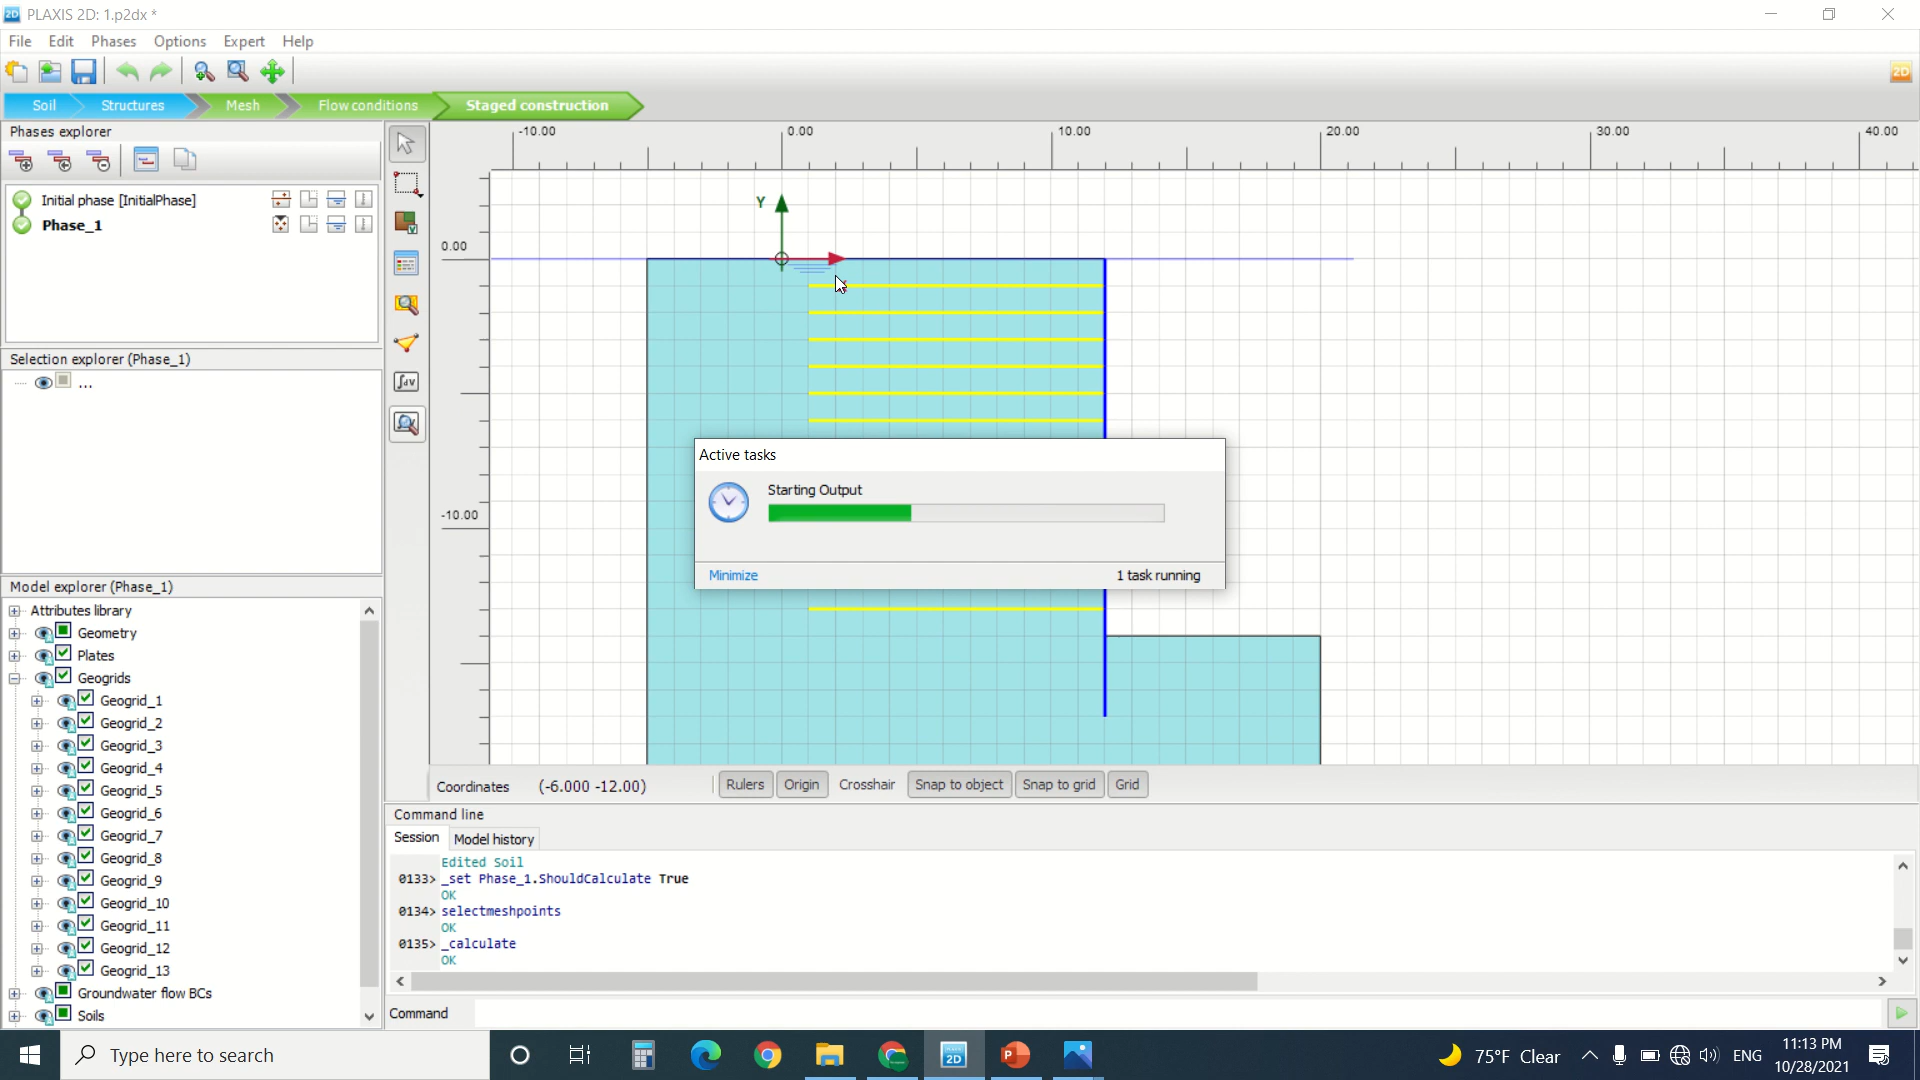 PLAXIS 2D: 1.p2dx *
File Edit Phases Options Expert Help
2D
Soil Structures Mesh Flow conditions Staged construction
Phases explorer
Initial phase [InitialPhase]
Phase_1
Selection explorer (Phase_1)
...
Model explorer (Phase_1)
Attributes library
Geometry
Plates
Geogrids
Geogrid_1
Geogrid_2
Geogrid_3
Geogrid_4
Geogrid_5
Geogrid_6
Geogrid_7
Geogrid_8
Geogrid_9
Geogrid_10
Geogrid_11
Geogrid_12
Geogrid_13
Groundwater flow BCs
Soils
-10.00 0.00 10.00 20.00 30.00 40.00
Y
0.00
-10.00
Active tasks
Starting Output
Minimize 1 task running
Coordinates (-6.000 -12.00) Rulers Origin Crosshair Snap to object Snap to grid Grid
Command line
Session Model history
Edited Soil
0133> _set Phase_1.ShouldCalculate True
OK
0134> selectmeshpoints
OK
0135> _calculate
OK
Command
Type here to search
75°F Clear ENG
11:13 PM
10/28/2021